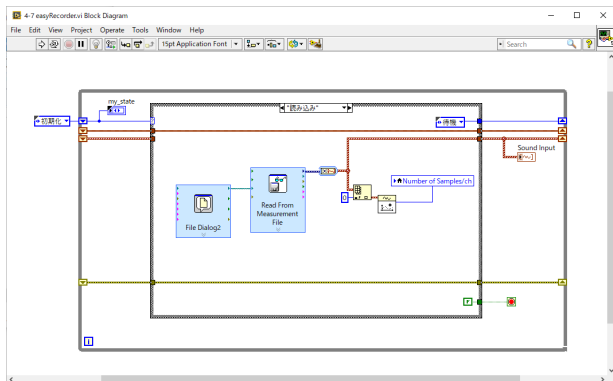 4-7 easyRecorder.vi Block Diagram
File Edit View Project Operate Tools Window Help
15pt Application Font
Search
my_state
初期化
"読み込み"
待機
Sound Input
Number of Samples/ch
Read From
Measurement
File
File Dialog2
0
F
i